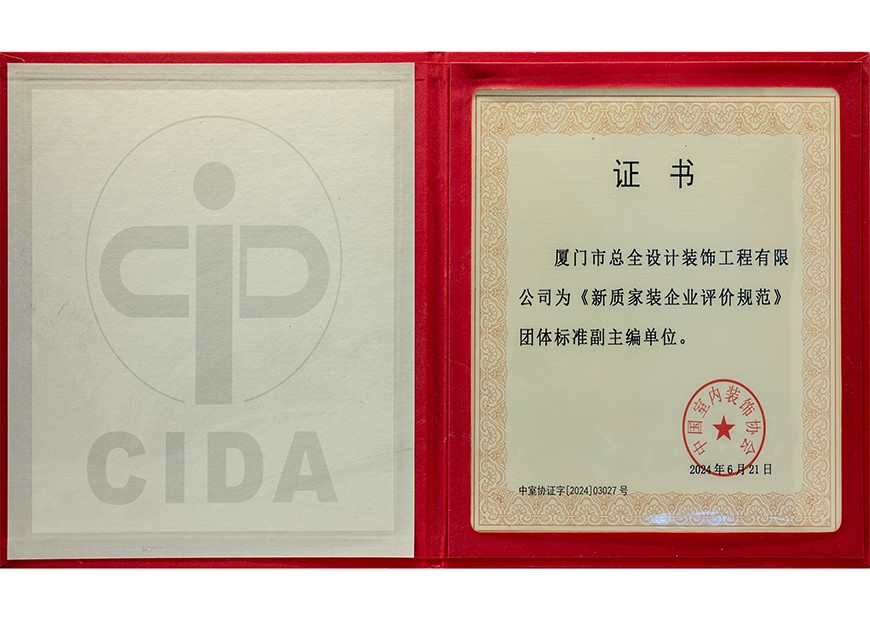 CIDA
证 书
厦门市总全设计装饰工程有限
公司为《新质家装企业评价规范》
团体标准副主编单位。
中国室内装饰协会
2024年6月21日
中室协证字[2024]03027号